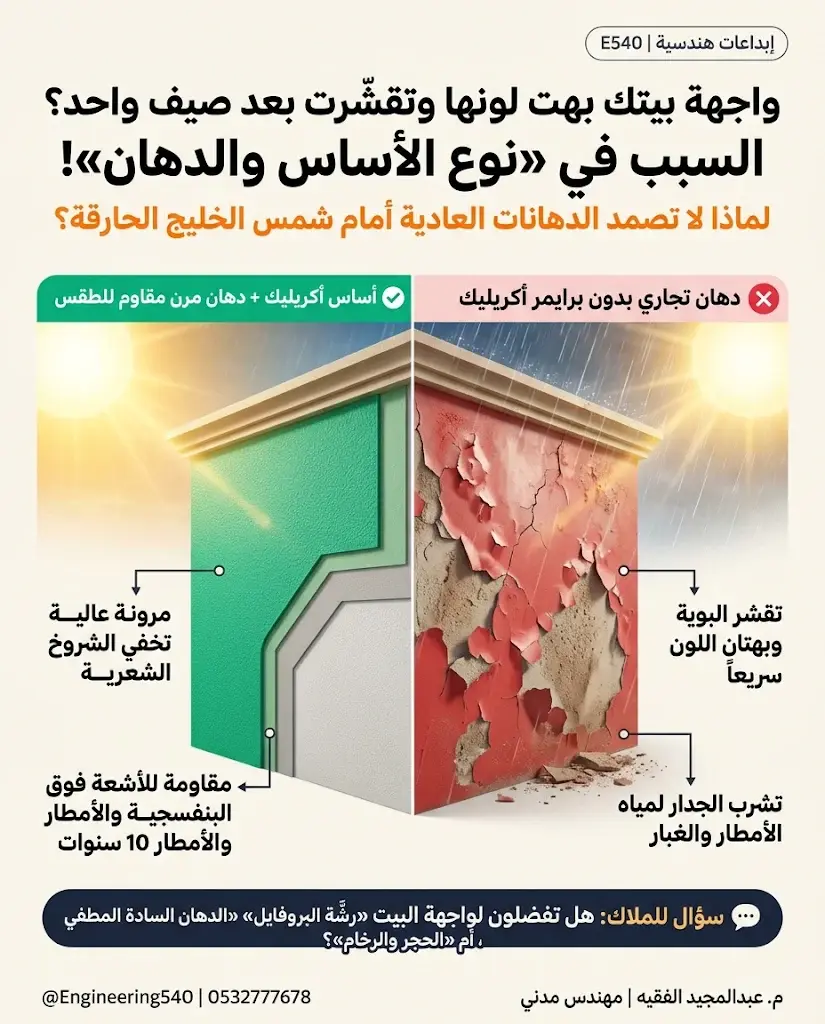 إبداعات هندسية | E540
واجهة بيتك بهت لونها وتقشّرت بعد صيف واحد؟
السبب في «نوع الأساس والدهان»!
لماذا لا تصمد الدهانات العادية أمام شمس الخليج الحارقة؟
دهان تجاري بدون برايمر أكريليك
أساس أكريليك + دهان مرن مقاوم للطقس
تقشر البوية
وبهتان اللون
سريعاً
تشرب الجدار لمياه
الأمطار والغبار
مرونة عاليــة
تخفي الشروخ
الشعريــة
مقاومة للأشعة فوق
البنفسجيــة والأمطار
والأمطار 10 سنوات
سؤال للملاك: هل تفضلون لواجهة البيت «رشَّة البروفايل» «الدهان السادة المطفي
، أم «الحجر والرخام»؟
م. عبدالمجيد الفقيه | مهندس مدني
@Engineering540 | 0532777678